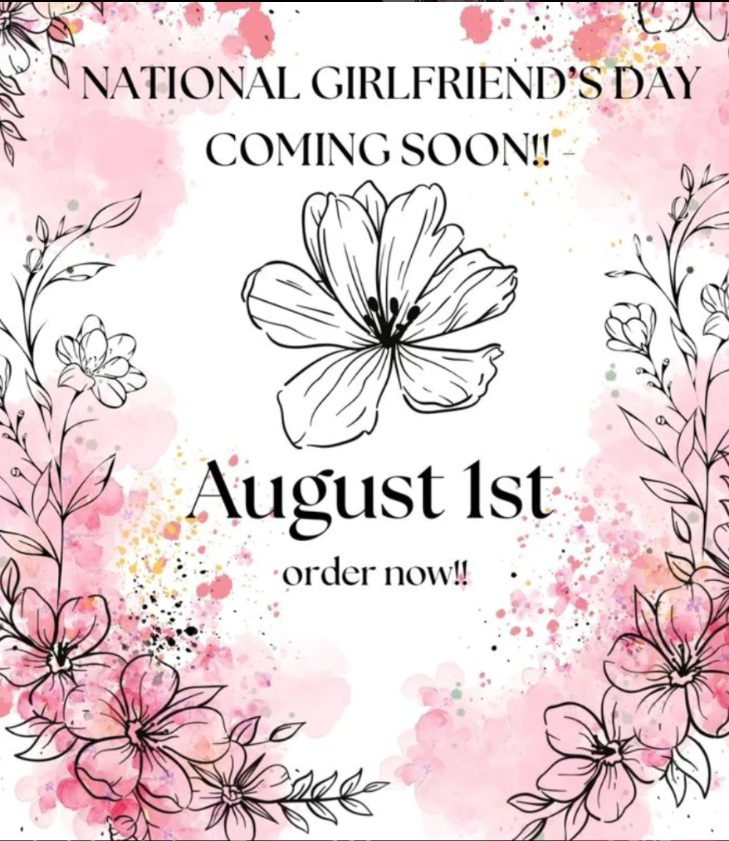 NATIONAL GIRLFRIEND'S DAY
COMING SOON!! -
August 1st
order now!!